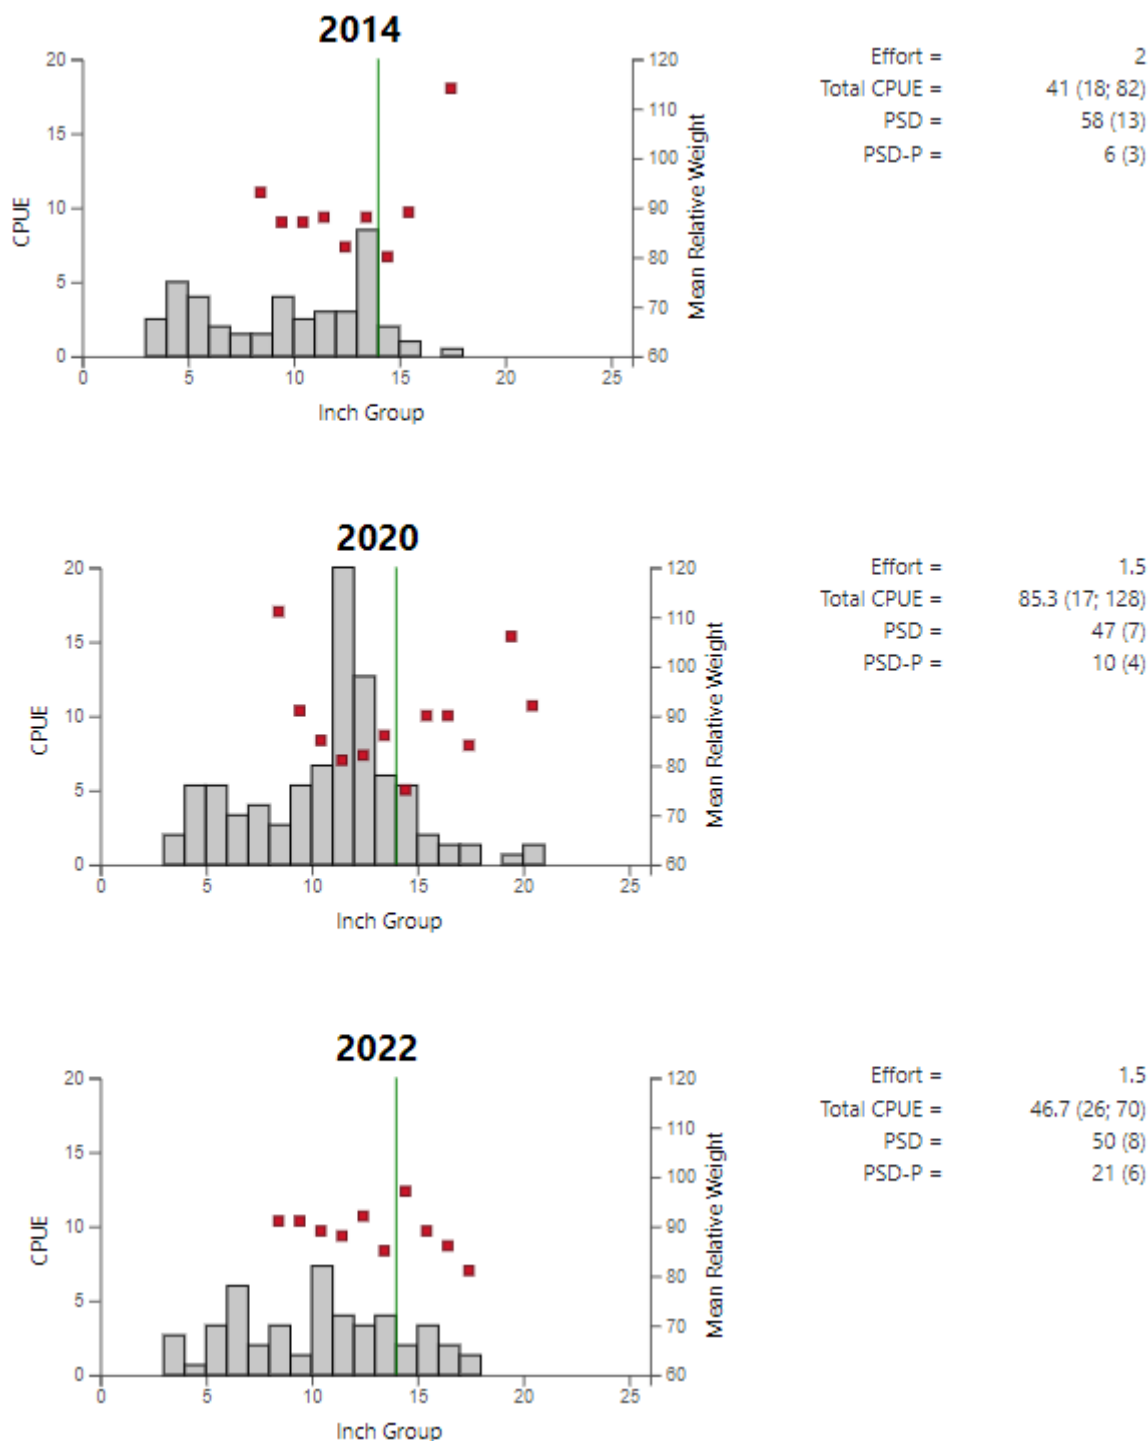 2014
Effort = 2
Total CPUE = 41 (18; 82)
PSD = 58 (13)
PSD-P = 6 (3)
20
15
10
5
0
CPUE
120
110
100
90
80
70
60
Mean Relative Weight
0 5 10 15 20 25
Inch Group
2020
Effort = 1.5
Total CPUE = 85.3 (17; 128)
PSD = 47 (7)
PSD-P = 10 (4)
20
15
10
5
0
CPUE
120
110
100
90
80
70
60
Mean Relative Weight
0 5 10 15 20 25
Inch Group
2022
Effort = 1.5
Total CPUE = 46.7 (26; 70)
PSD = 50 (8)
PSD-P = 21 (6)
20
15
10
5
0
CPUE
120
110
100
90
80
70
60
Mean Relative Weight
0 5 10 15 20 25
Inch Group